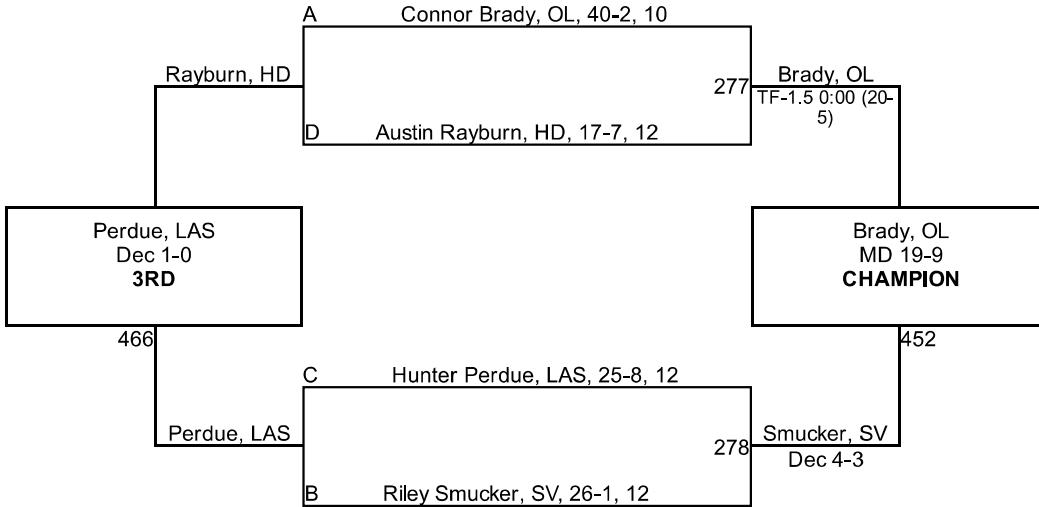 A
Connor Brady, OL, 40-2, 10
Rayburn, HD
277
Brady, OL
TF-1.5 0:00 (20-
5)
D
Austin Rayburn, HD, 17-7, 12
Perdue, LAS
Dec 1-0
3RD
Brady, OL
MD 19-9
CHAMPION
466
452
C
Hunter Perdue, LAS, 25-8, 12
Perdue, LAS
278
Smucker, SV
Dec 4-3
B
Riley Smucker, SV, 26-1, 12